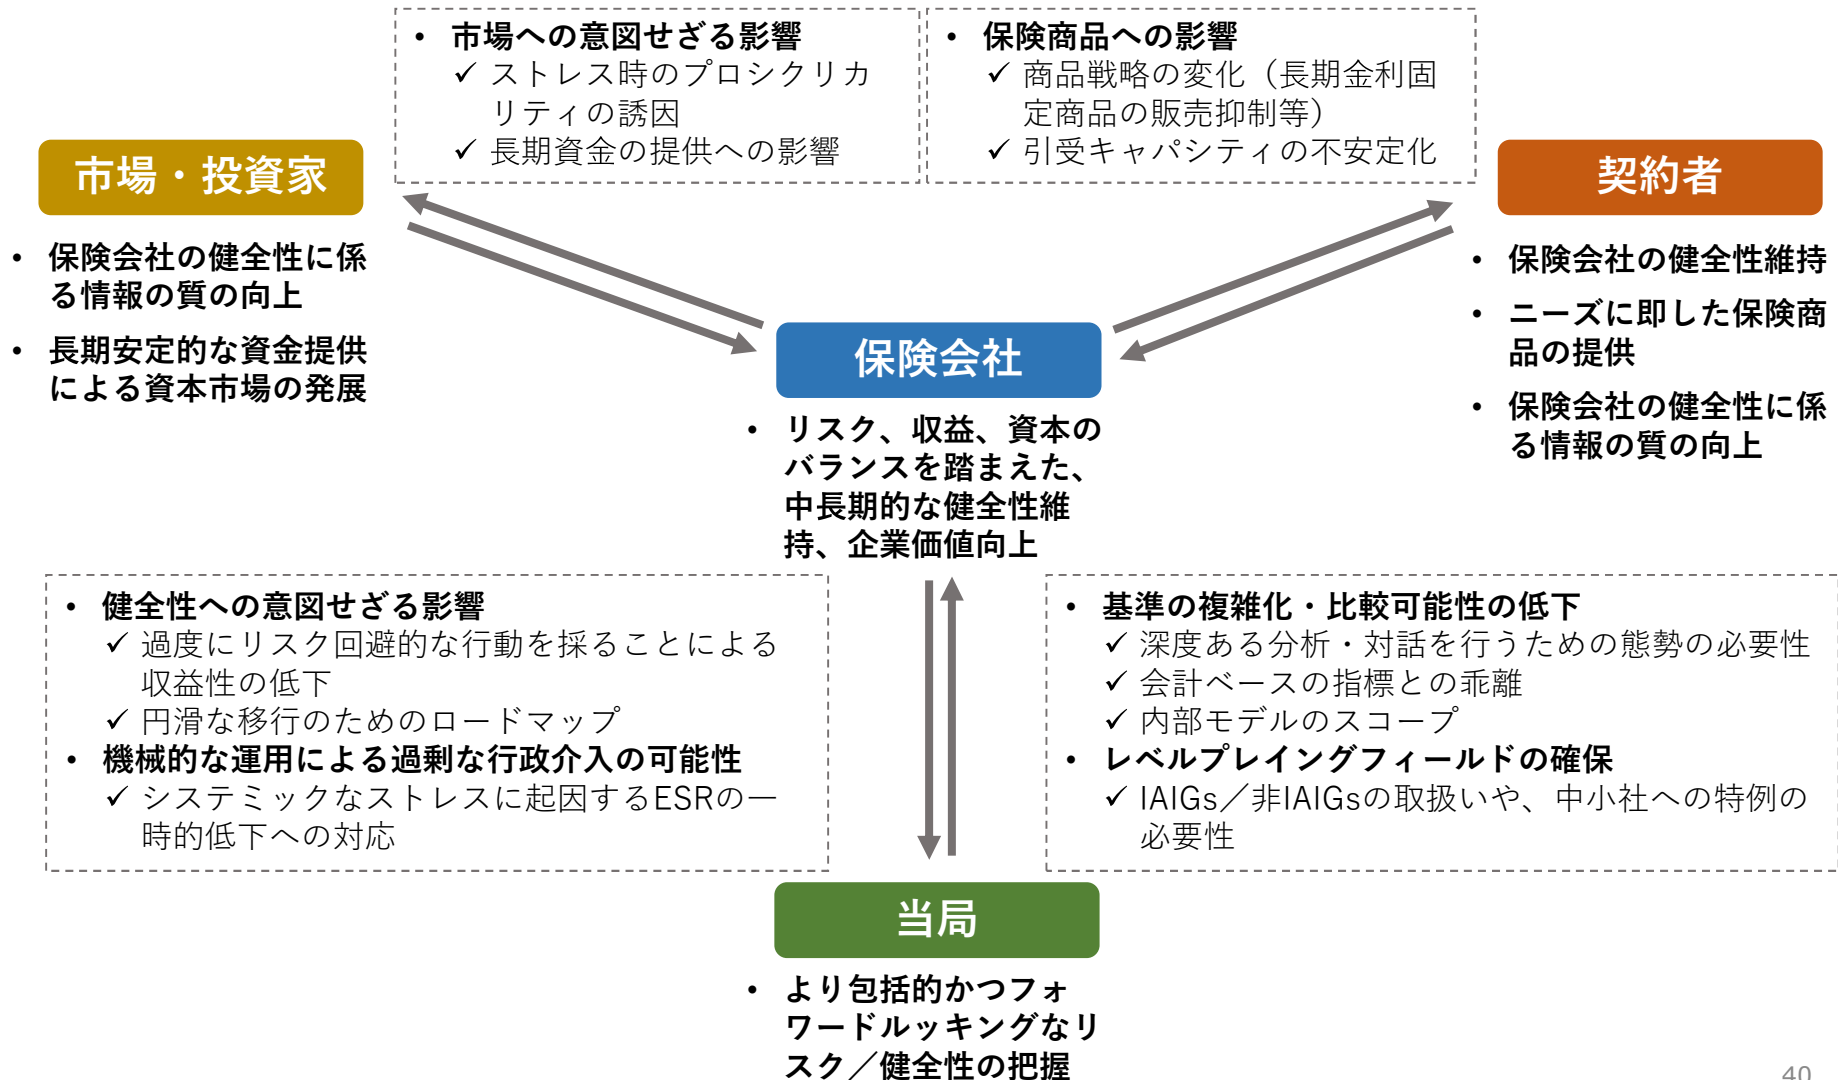 • 市場への意図せざる影響
✓ ストレス時のプロシクリカ
リティの誘因
✓ 長期資金の提供への影響
• 保険商品への影響
✓ 商品戦略の変化（長期金利固
定商品の販売抑制等）
✓ 引受キャパシティの不安定化
市場・投資家
• 保険会社の健全性に係
る情報の質の向上
• 長期安定的な資金提供
による資本市場の発展
契約者
• 保険会社の健全性維持
• ニーズに即した保険商
品の提供
• 保険会社の健全性に係
る情報の質の向上
保険会社
• リスク、収益、資本の
バランスを踏まえた、
中長期的な健全性維
持、企業価値向上
• 健全性への意図せざる影響
✓ 過度にリスク回避的な行動を採ることによる
収益性の低下
✓ 円滑な移行のためのロードマップ
• 機械的な運用による過剰な行政介入の可能性
✓ システミックなストレスに起因するESRの一
時的低下への対応
• 基準の複雑化・比較可能性の低下
✓ 深度ある分析・対話を行うための態勢の必要性
✓ 会計ベースの指標との乖離
✓ 内部モデルのスコープ
• レベルプレイングフィールドの確保
✓ IAIGs／非IAIGsの取扱いや、中小社への特例の
必要性
当局
• より包括的かつフォ
ワードルッキングなリ
スク／健全性の把握
40